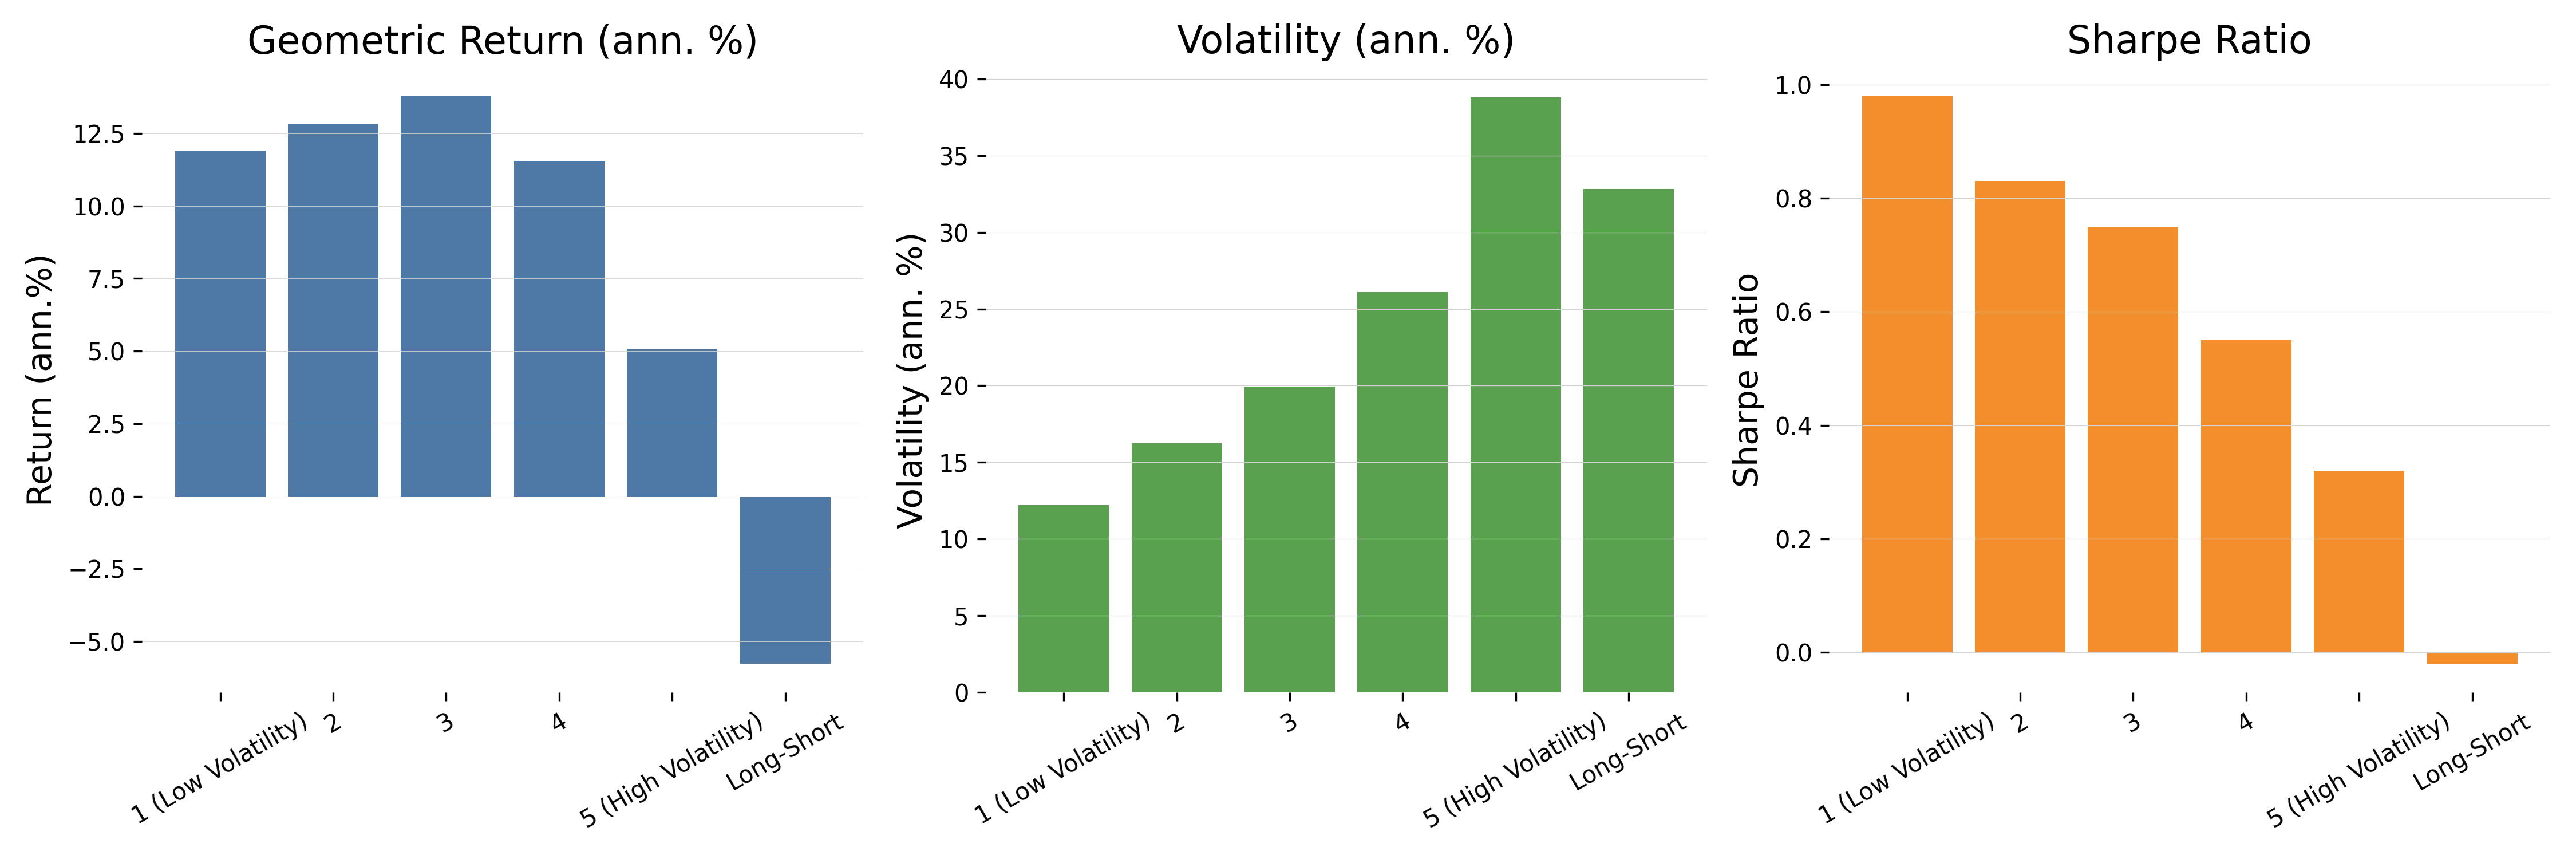 Geometric Return (ann. %)
Return (ann.%)
12.5
10.0
7.5
5.0
2.5
0.0
−2.5
−5.0
1 (Low Volatility)
2
3
4
5 (High Volatility)
Long-Short
Volatility (ann. %)
Volatility (ann. %)
40
35
30
25
20
15
10
5
0
1 (Low Volatility)
2
3
4
5 (High Volatility)
Long-Short
Sharpe Ratio
Sharpe Ratio
1.0
0.8
0.6
0.4
0.2
0.0
1 (Low Volatility)
2
3
4
5 (High Volatility)
Long-Short